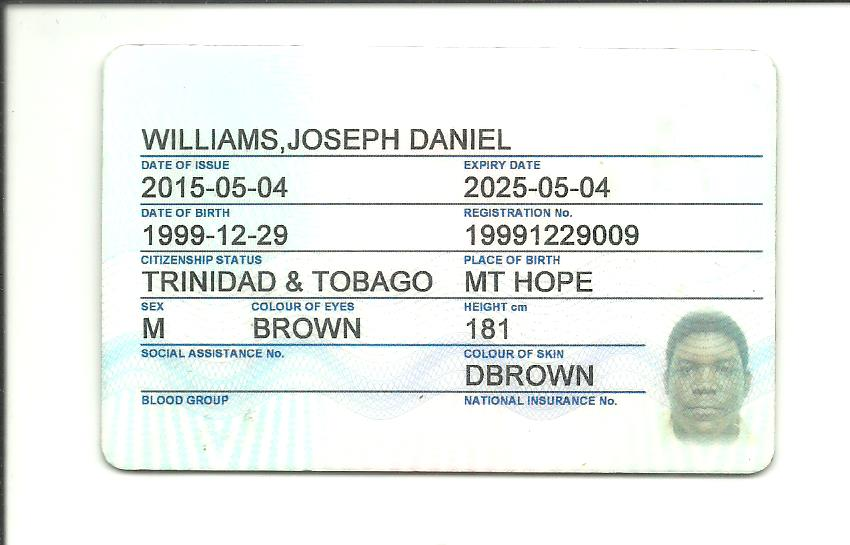 WILLIAMS,JOSEPH DANIEL
DATE OF ISSUE EXPIRY DATE
2015-05-04 2025-05-04
DATE OF BIRTH REGISTRATION No.
1999-12-29 19991229009
CITIZENSHIP STATUS PLACE OF BIRTH
TRINIDAD & TOBAGO MT HOPE
SEX COLOUR OF EYES HEIGHT cm
M BROWN 181
SOCIAL ASSISTANCE No. COLOUR OF SKIN
DBROWN
BLOOD GROUP NATIONAL INSURANCE No.